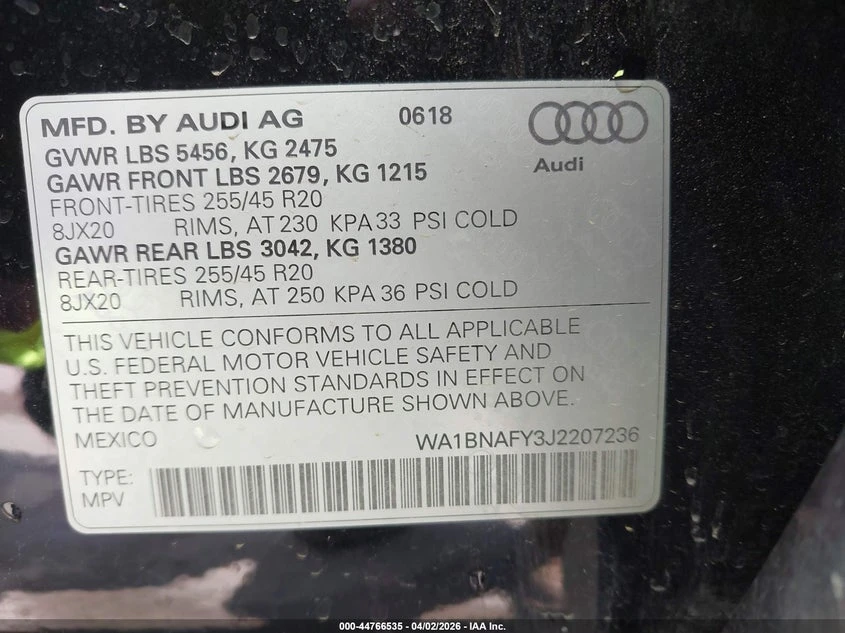 MFD. BY AUDI AG 0618
Audi
GVWR LBS 5456, KG 2475
GAWR FRONT LBS 2679, KG 1215
FRONT-TIRES 255/45 R20
8JX20 RIMS, AT 230 KPA 33 PSI COLD
GAWR REAR LBS 3042, KG 1380
REAR-TIRES 255/45 R20
8JX20 RIMS, AT 250 KPA 36 PSI COLD
THIS VEHICLE CONFORMS TO ALL APPLICABLE
U.S. FEDERAL MOTOR VEHICLE SAFETY AND
THEFT PREVENTION STANDARDS IN EFFECT ON
THE DATE OF MANUFACTURE SHOWN ABOVE.
MEXICO WA1BNAFY3J2207236
TYPE:
MPV
000-44766535 - 04/02/2026 - IAA Inc.